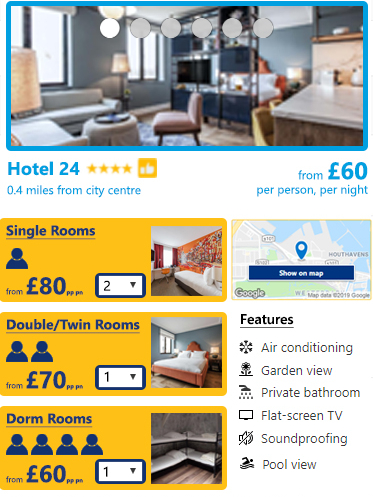 Hotel 24
from £60
0.4 miles from city centre
per person, per night
Single Rooms
from £80 pp pn
2
Double/Twin Rooms
from £70 pp pn
1
Dorm Rooms
from £60 pp pn
1
HOUTHAVENS
Show on map
Google
Map data ©2019 Google
Features
Air conditioning
Garden view
Private bathroom
Flat-screen TV
Soundproofing
Pool view